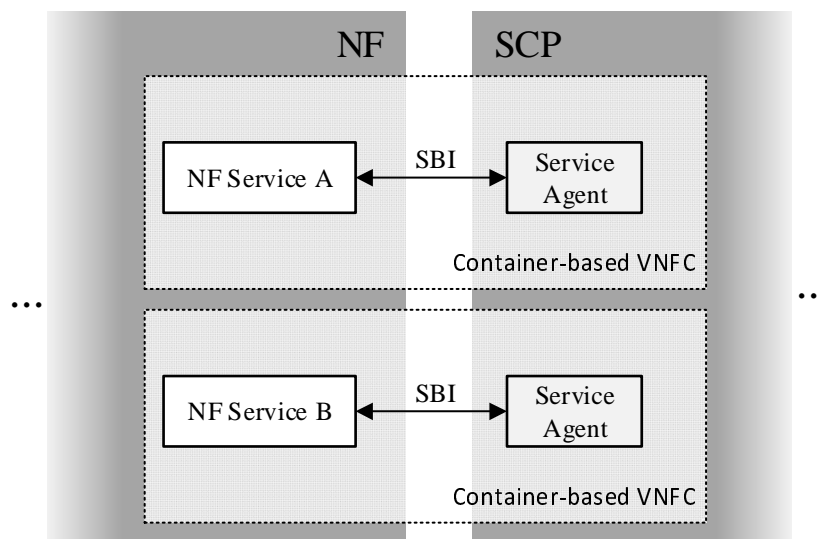 NF SCP
NF Service A
SBI
Service
Agent
Container-based VNFC
...
..
NF Service B
SBI
Service
Agent
Container-based VNFC